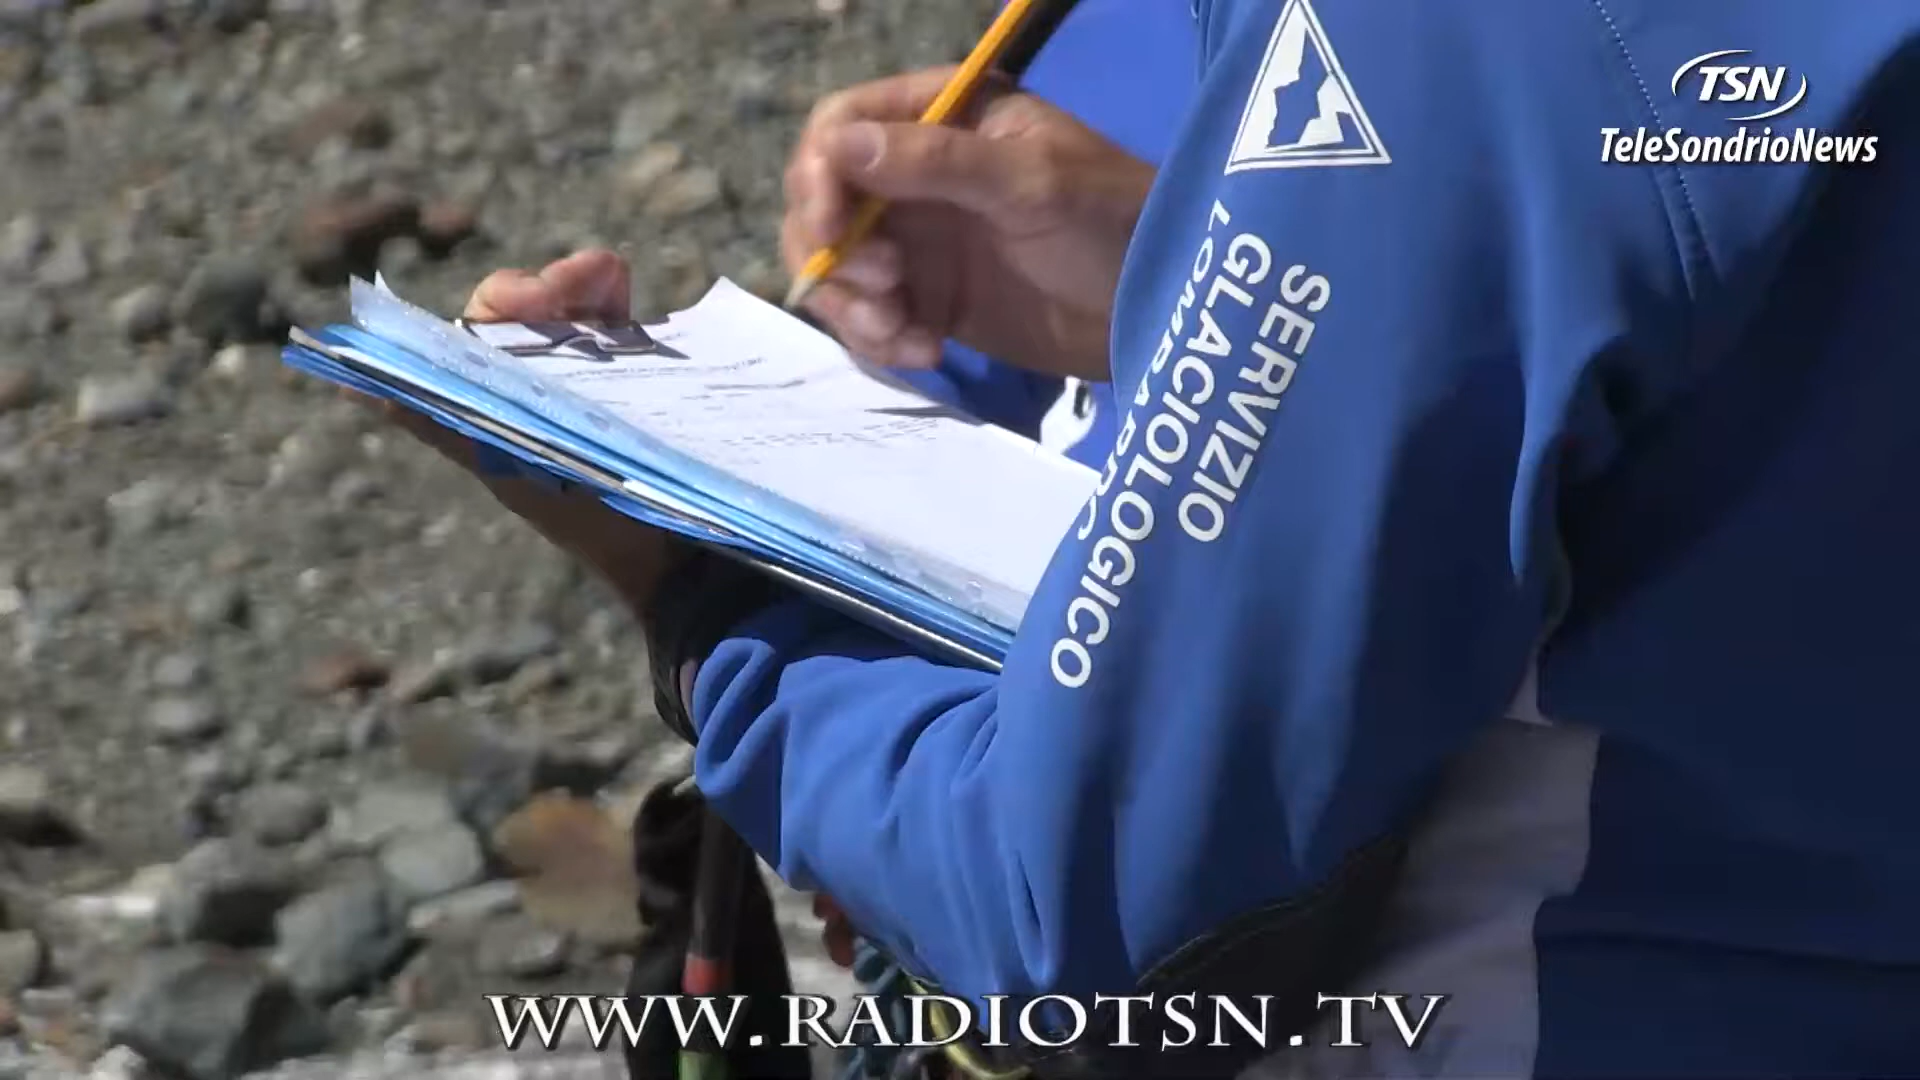 TSN
TeleSondrioNews
SERVIZIO
GLACIOLOGICO
LOMBARDO
WWW.RADIOTSN.TV